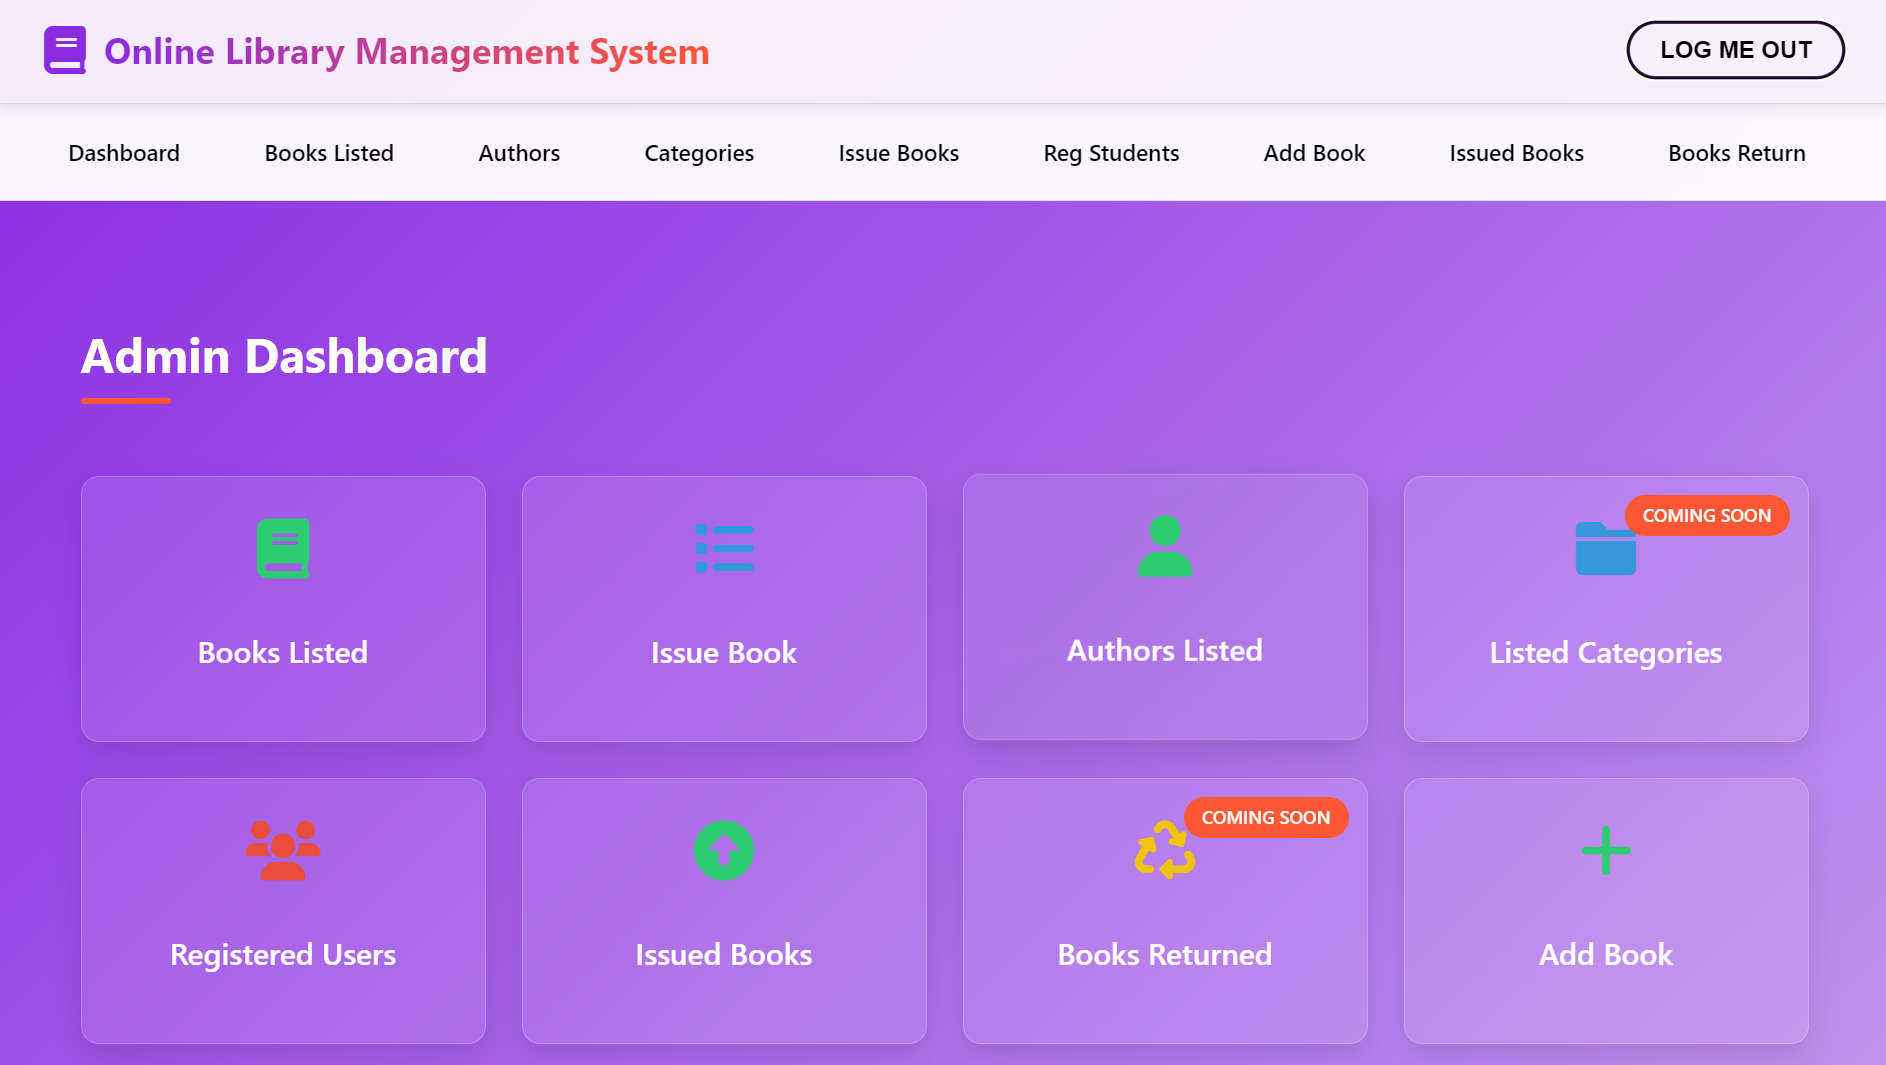 Online Library Management System
LOG ME OUT
Dashboard
Books Listed
Authors
Categories
Issue Books
Reg Students
Add Book
Issued Books
Books Return
Admin Dashboard
Books Listed
Issue Book
Authors Listed
COMING SOON
Listed Categories
Registered Users
Issued Books
COMING SOON
Books Returned
Add Book